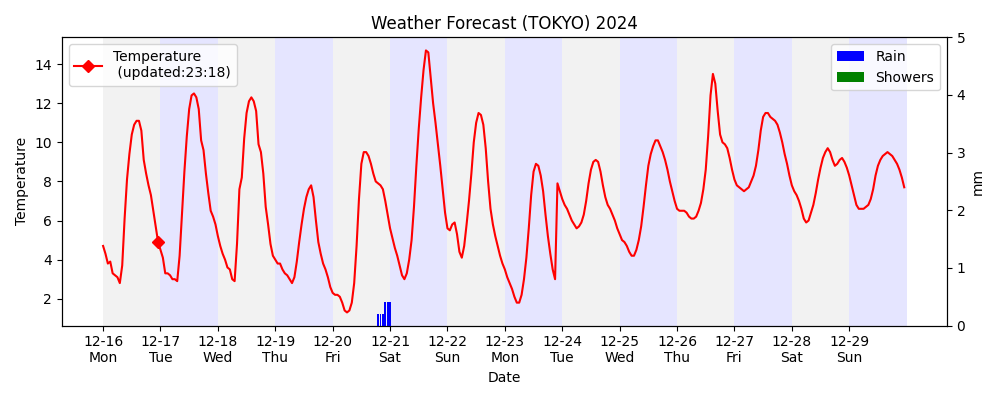 Weather Forecast (TOKYO) 2024
Temperature
(updated:23:18)
Rain
Showers
Temperature
14
12
10
8
6
4
2
5
4
3
2
1
0
mm
12-16 12-17 12-18 12-19 12-20 12-21 12-22 12-23 12-24 12-25 12-26 12-27 12-28 12-29
Mon Tue Wed Thu Fri Sat Sun Mon Tue Wed Thu Fri Sat Sun
Date